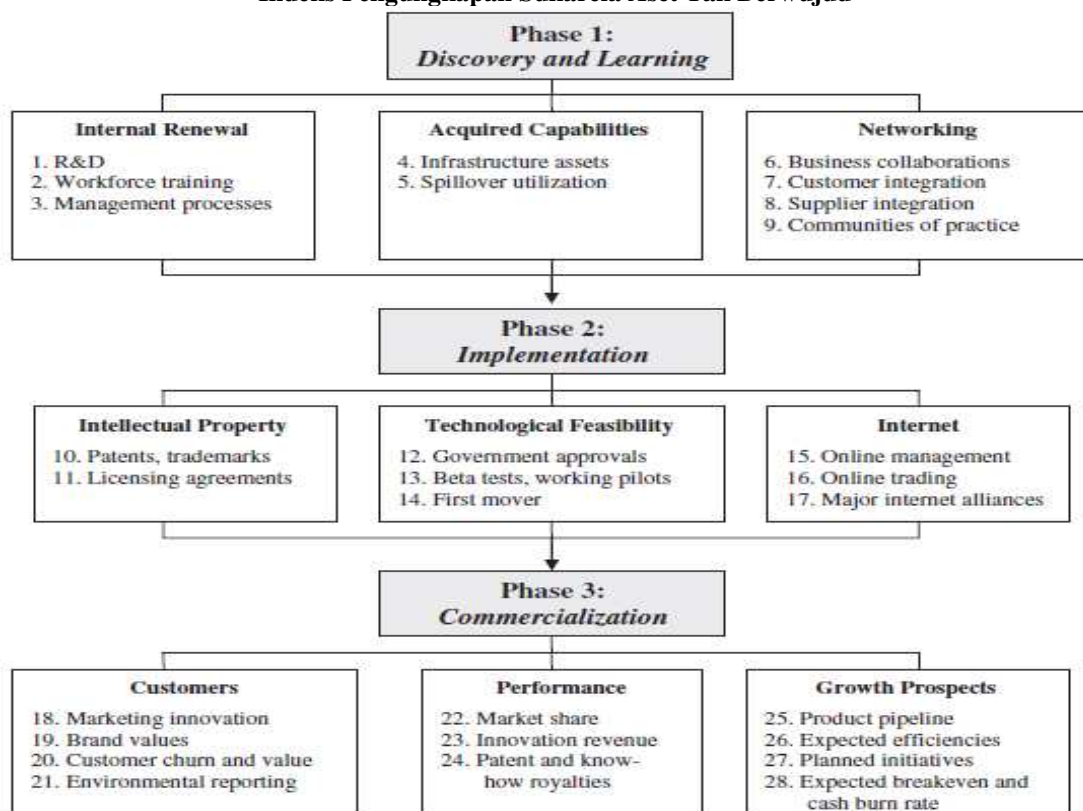 Indeks Pengungkapan Sukarela Aset Tak Berwujud
Phase 1:
Discovery and Learning
Internal Renewal
1. R&D
2. Workforce training
3. Management processes
Acquired Capabilities
4. Infrastructure assets
5. Spillover utilization
Networking
6. Business collaborations
7. Customer integration
8. Supplier integration
9. Communities of practice
Phase 2:
Implementation
Intellectual Property
10. Patents, trademarks
11. Licensing agreements
Technological Feasibility
12. Government approvals
13. Beta tests, working pilots
14. First mover
Internet
15. Online management
16. Online trading
17. Major internet alliances
Phase 3:
Commercialization
Customers
18. Marketing innovation
19. Brand values
20. Customer churn and value
21. Environmental reporting
Performance
22. Market share
23. Innovation revenue
24. Patent and know-
how royalties
Growth Prospects
25. Product pipeline
26. Expected efficiencies
27. Planned initiatives
28. Expected breakeven and
cash burn rate